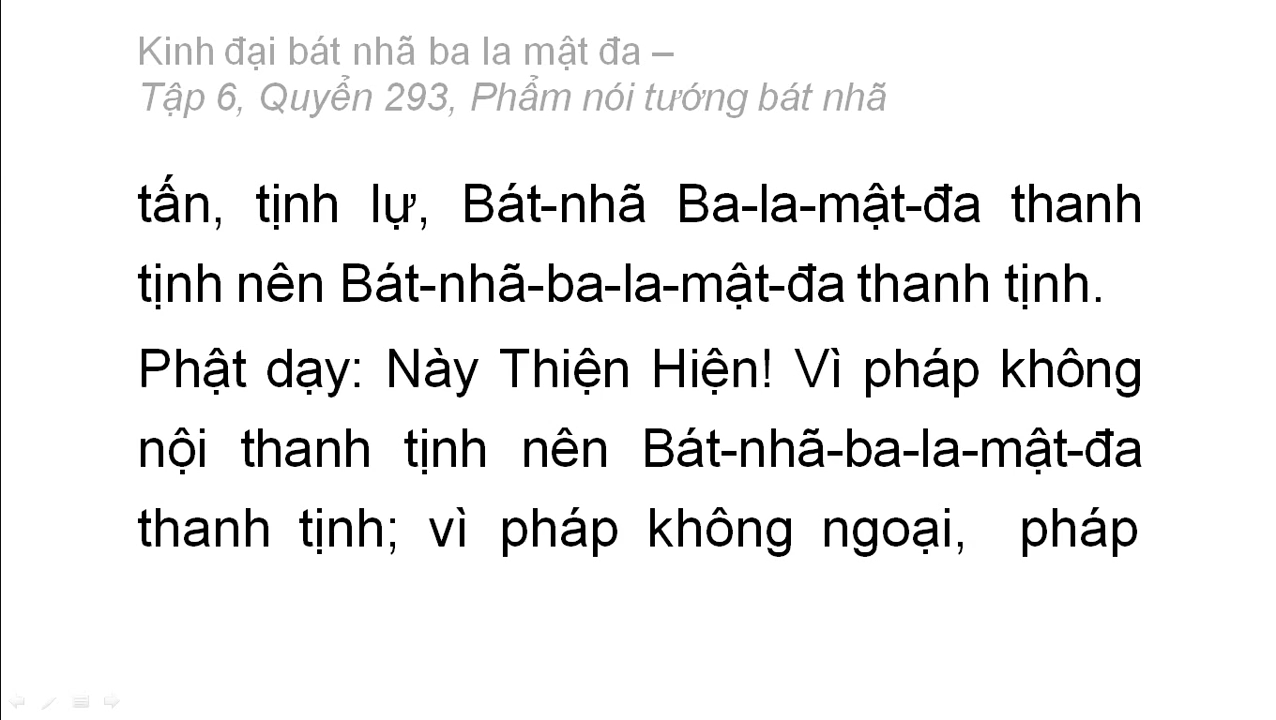 Kinh đại bát nhã ba la mật đa –
Tập 6, Quyển 293, Phẩm nói tướng bát nhã
tấn, tịnh lự, Bát-nhã Ba-la-mật-đa thanh
tịnh nên Bát-nhã-ba-la-mật-đa thanh tịnh.
Phật dạy: Này Thiện Hiện! Vì pháp không
nội thanh tịnh nên Bát-nhã-ba-la-mật-đa
thanh tịnh; vì pháp không ngoại, pháp